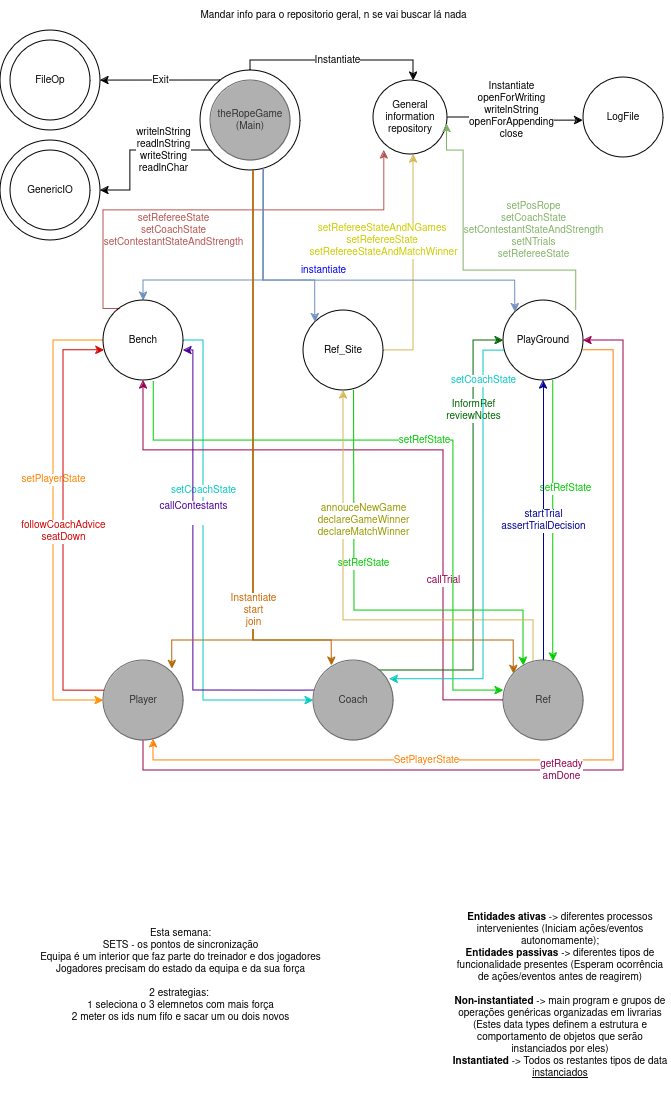 Mandar info para o repositorio geral, n se vai buscar lá nada
Instantiate
FileOp
Exit
theRopeGame
(Main)
General
information
repository
Instantiate
openForWriting
writelnString
openForAppending
close
LogFile
writelnString
readlnString
writeString
readlnChar
GenericIO
setRefereeState
setCoachState
setContestantStateAndStrength
setRefereeStateAndNGames
setRefereeState
setRefereeStateAndMatchWinner
setPosRope
setCoachState
setContestantStateAndStrength
setNTrials
setRefereeState
instantiate
Bench
Ref_Site
PlayGround
setCoachState
InformRef
reviewNotes
setRefState
setPlayerState
setCoachState
callContestants
setRefState
followCoachAdvice
seatDown
annouceNewGame
declareGameWinner
declareMatchWinner
startTrial
assertTrialDecision
setRefState
callTrial
Instantiate
start
join
Player
Coach
Ref
SetPlayerState
getReady
amDone
Esta semana:
SETS - os pontos de sincronização
Equipa é um interior que faz parte do treinador e dos jogadores
Jogadores precisam do estado da equipa e da sua força
2 estrategias:
1 seleciona o 3 elemnetos com mais força
2 meter os ids num fifo e sacar um ou dois novos
Entidades ativas -> diferentes processos
intervenientes (Iniciam ações/eventos
autonomamente);
Entidades passivas -> diferentes tipos de
funcionalidade presentes (Esperam ocorrência
de ações/eventos antes de reagirem)
Non-instantiated -> main program e grupos de
operações genéricas organizadas em livrarias
(Estes data types definem a estrutura e
comportamento de objetos que serão
instanciados por eles)
Instantiated -> Todos os restantes tipos de data
instanciados